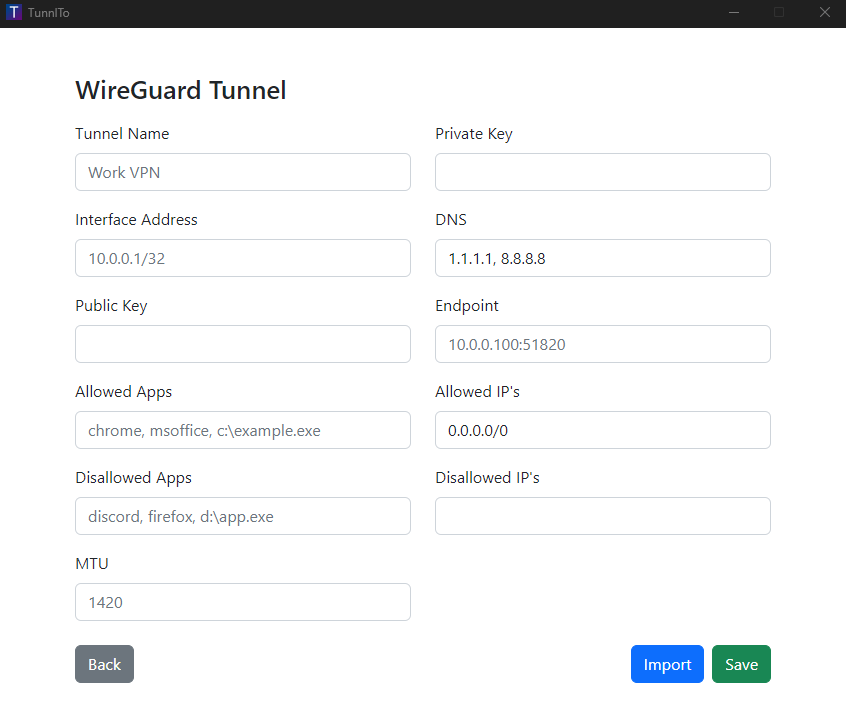 T TunnlTo
WireGuard Tunnel
Tunnel Name
Private Key
Work VPN
Interface Address
DNS
10.0.0.1/32
1.1.1.1, 8.8.8.8
Public Key
Endpoint
10.0.0.100:51820
Allowed Apps
Allowed IP's
chrome, msoffice, c:\example.exe
0.0.0.0/0
Disallowed Apps
Disallowed IP's
discord, firefox, d:\app.exe
MTU
1420
Back
Import
Save